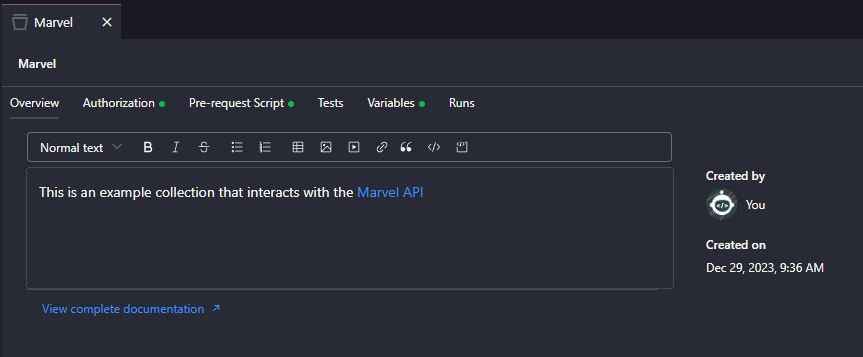 Marvel
Marvel
Overview Authorization Pre-request Script Tests Variables Runs
Normal text B I S
This is an example collection that interacts with the Marvel API
Created by
You
Created on
Dec 29, 2023, 9:36 AM
View complete documentation